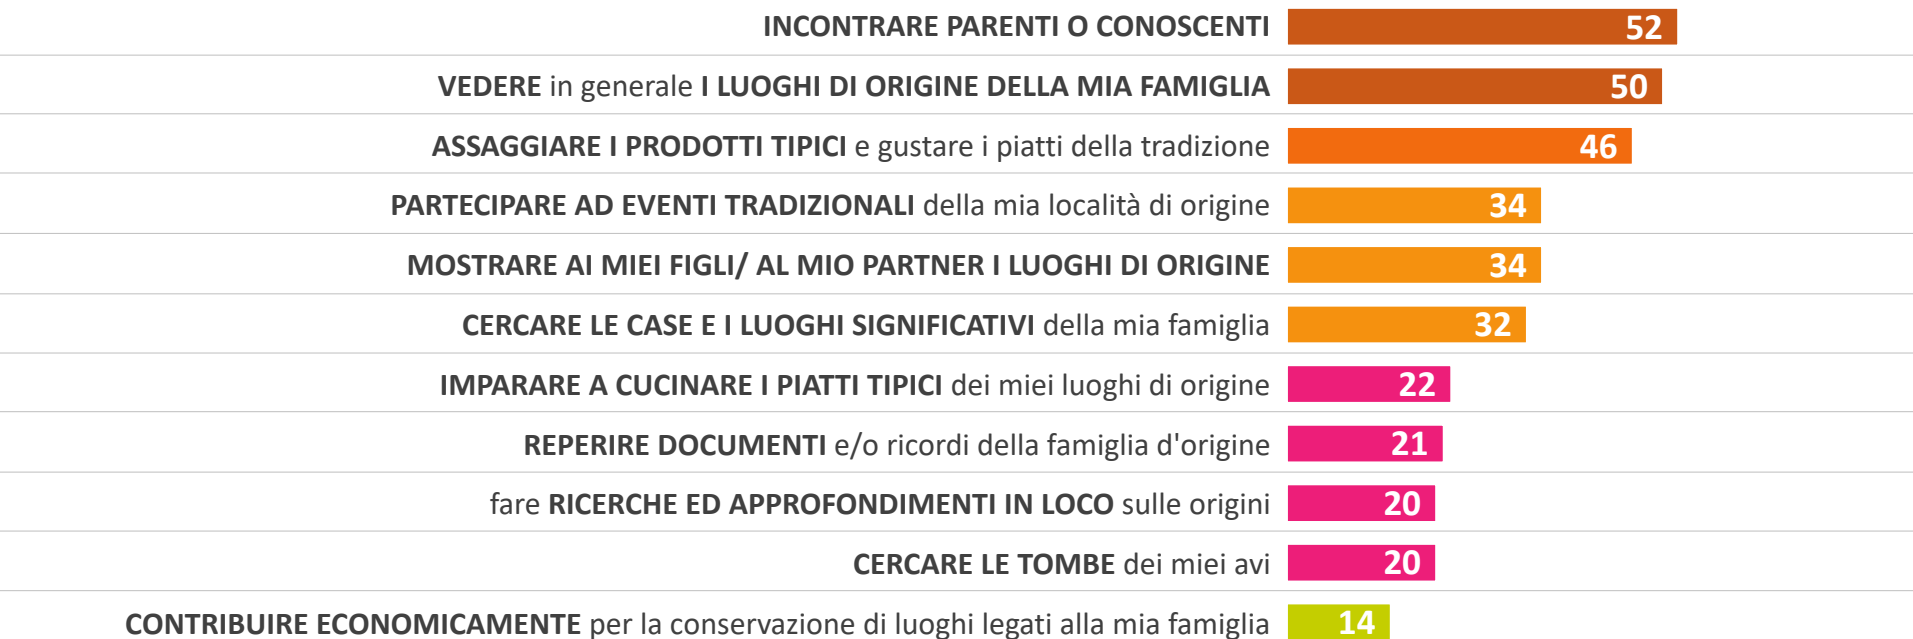 INCONTRARE PARENTI O CONOSCENTI 52
VEDERE in generale I LUOGHI DI ORIGINE DELLA MIA FAMIGLIA 50
ASSAGGIARE I PRODOTTI TIPICI e gustare i piatti della tradizione 46
PARTECIPARE AD EVENTI TRADIZIONALI della mia località di origine 34
MOSTRARE AI MIEI FIGLI/ AL MIO PARTNER I LUOGHI DI ORIGINE 34
CERCARE LE CASE E I LUOGHI SIGNIFICATIVI della mia famiglia 32
IMPARARE A CUCINARE I PIATTI TIPICI dei miei luoghi di origine 22
REPERIRE DOCUMENTI e/o ricordi della famiglia d'origine 21
fare RICERCHE ED APPROFONDIMENTI IN LOCO sulle origini 20
CERCARE LE TOMBE dei miei avi 20
CONTRIBUIRE ECONOMICAMENTE per la conservazione di luoghi legati alla mia famiglia 14